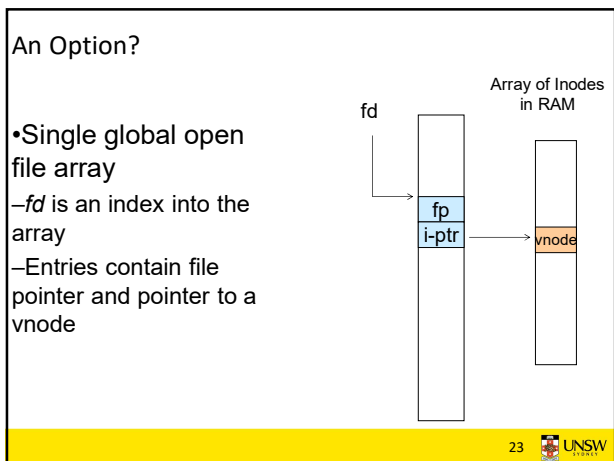 An Option?
•Single global open
file array
–fd is an index into the
array
–Entries contain file
pointer and pointer to a
vnode
fd
fp
i-ptr
Array of Inodes
in RAM
vnode
23
UNSW
SYDNEY